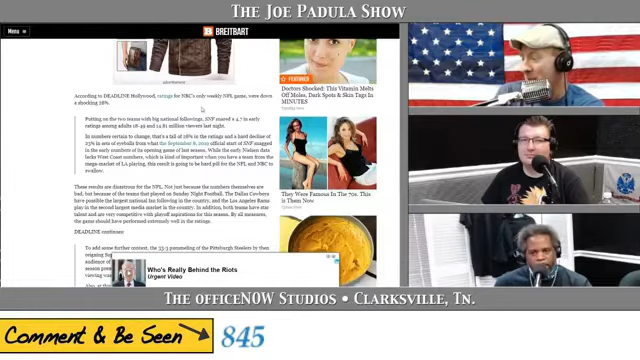 The Joe Padula Show
Menu
B BREITBART
advertisement
According to DEADLINE Hollywood, ratings for NBC's only weekly NFL game, were down
a shocking 28%.
Putting on the two teams with big national followings, SNF snared a 4.7 in early
ratings among adults 18-49 and 14.81 million viewers last night.
In numbers certain to change, that's a fall of 28% in the ratings and a hard decline of
23% in sets of eyeballs from what the September 8, 2019 official start of SNF snagged
in the early numbers of its opening game of last season. While the early Nielsen data
lacks West Coast numbers, which is kind of important when you have a team from the
mega-market of LA playing, this result is going to be hard pill for the NFL and NBC to
swallow.
These results are disastrous for the NFL. Not just because the numbers themselves are
bad, but because of the teams that played on Sunday Night Football. The Dallas Cowboys
have possibly the largest national fan following in the country, and the Los Angeles Rams
play in the second largest media market in the country. In addition, both teams have star
talent and are very competitive with playoff aspirations for this season. By all measures,
the game should have performed extremely well in ratings.
DEADLINE continues:
To add some further context, the 33-3 pummeling of the Pittsburgh Steelers by then
reigning
audience of
season
viewing
Also, at
FEATURED
Doctors Shocked: This Vitamin Melts
Off Moles, Dark Spots & Skin Tags In
MINUTES
They Were Famous In The 70s. This
is Them Now
Who's Really Behind the Riots
Urgent Video
The officeNOW Studios • Clarksville, Tn.
Comment & Be Seen
845